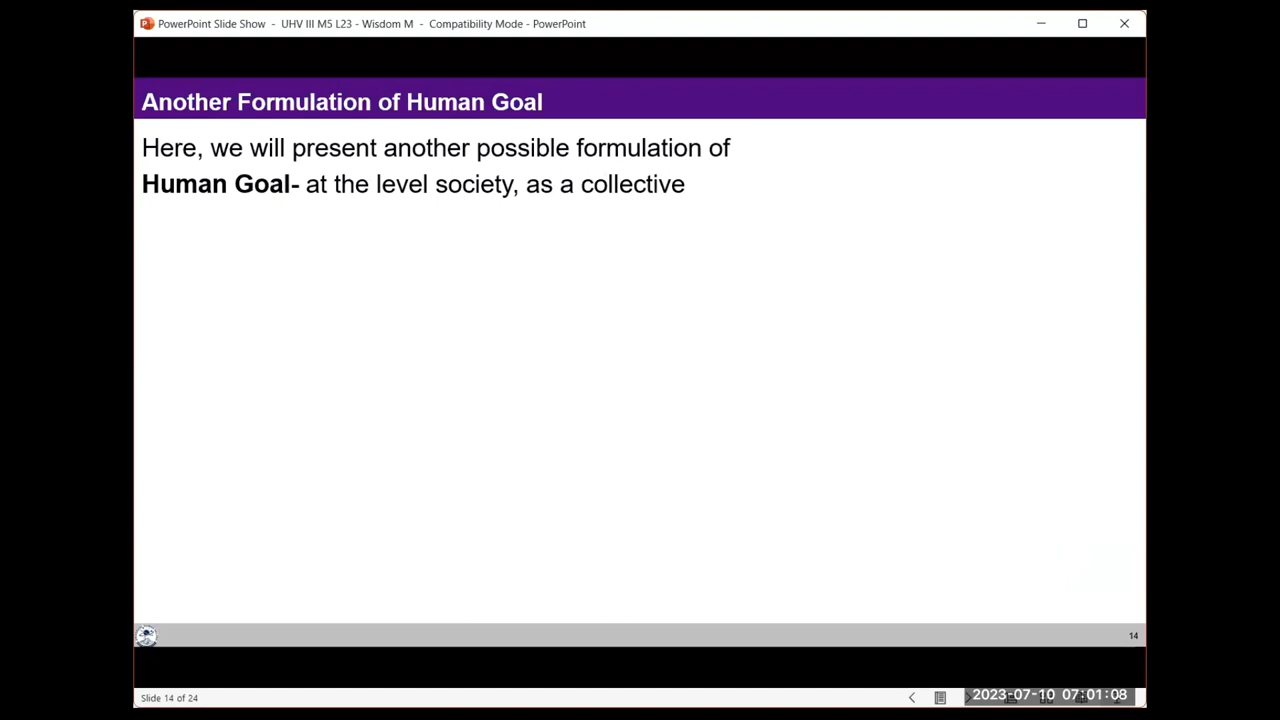 PowerPoint Slide Show - UHV III M5 L23 - Wisdom M - Compatibility Mode - PowerPoint
Another Formulation of Human Goal
Here, we will present another possible formulation of
Human Goal- at the level society, as a collective
14
Slide 14 of 24
2023-07-10 07:01:08